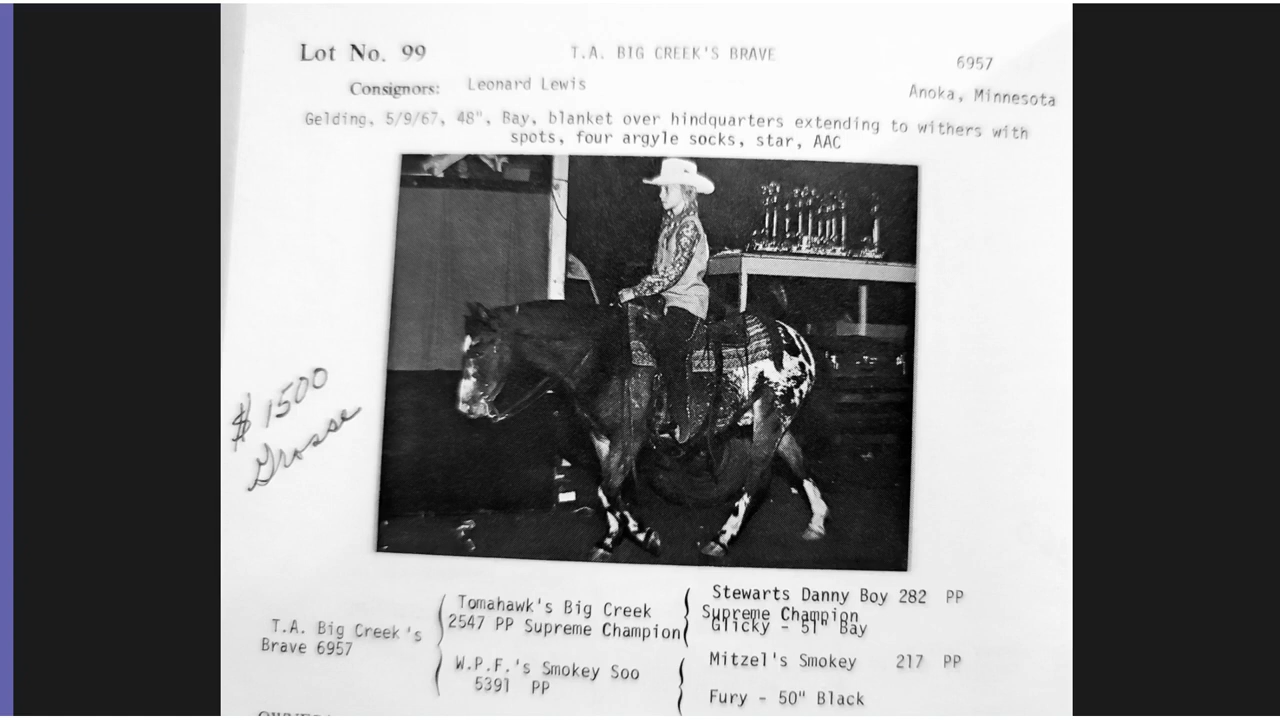 Lot No. 99
T.A. BIG CREEK'S BRAVE
6957
Consignors: Leonard Lewis
Anoka, Minnesota
Gelding, 5/9/67, 48", Bay, blanket over hindquarters extending to withers with
spots, four argyle socks, star, AAC
$1500
Grosse
T.A. Big Creek's
Brave 6957
Tomahawk's Big Creek
2547 PP Supreme Champion
W.P.F.'s Smokey Soo
5391 PP
Stewarts Danny Boy 282 PP
Supreme Champion
Glicky - 51" Bay
Mitzel's Smokey 217 PP
Fury - 50" Black